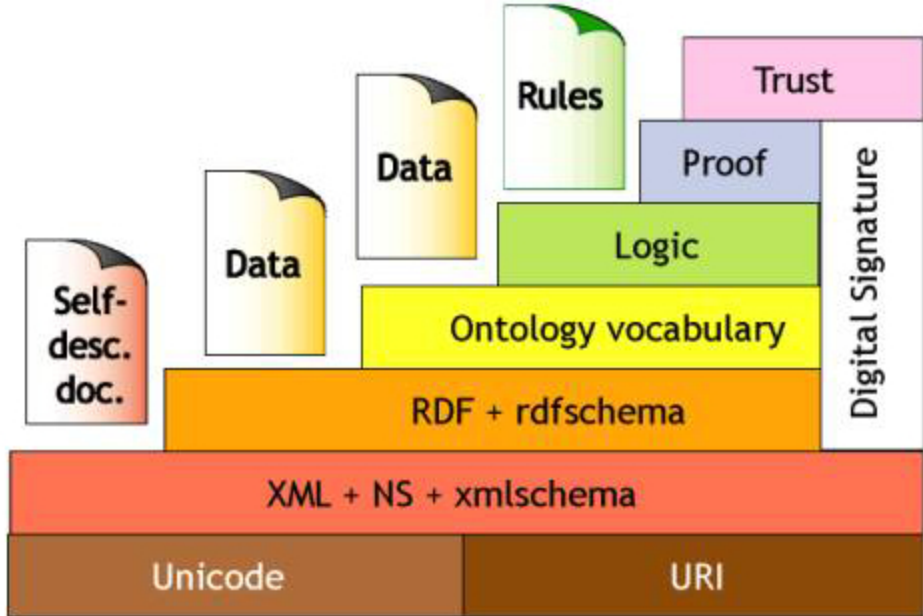 Rules
Trust
Data
Proof
Data
Logic
Self-
desc.
doc.
Ontology vocabulary
Digital Signature
RDF + rdfschema
XML + NS + xmlschema
Unicode
URI